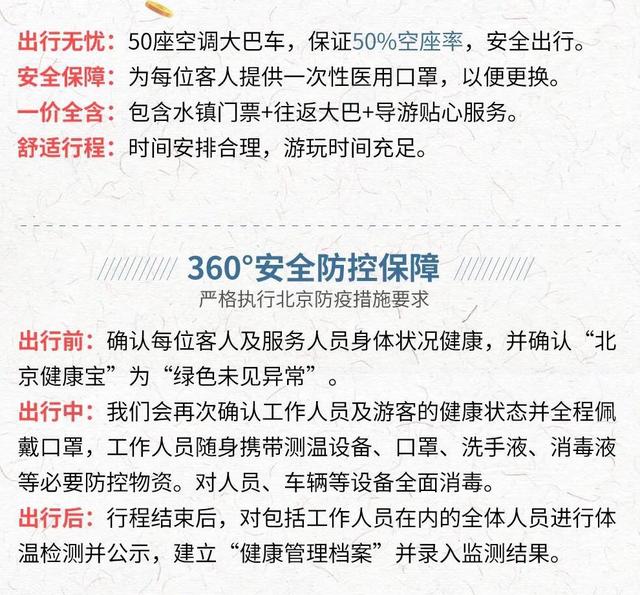 出行无忧：50座空调大巴车，保证50%空座率，安全出行。
安全保障：为每位客人提供一次性医用口罩，以便更换。
一价全含：包含水镇门票+往返大巴+导游贴心服务。
舒适行程：时间安排合理，游玩时间充足。
360°安全防控保障
严格执行北京防疫措施要求
出行前：确认每位客人及服务人员身体状况健康，并确认“北
京健康宝”为“绿色未见异常”。
出行中：我们会再次确认工作人员及游客的健康状态并全程佩
戴口罩，工作人员随身携带测温设备、口罩、洗手液、消毒液
等必要防控物资。对人员、车辆等设备全面消毒。
出行后：行程结束后，对包括工作人员在内的全体人员进行体
温检测并公示，建立“健康管理档案”并录入监测结果。